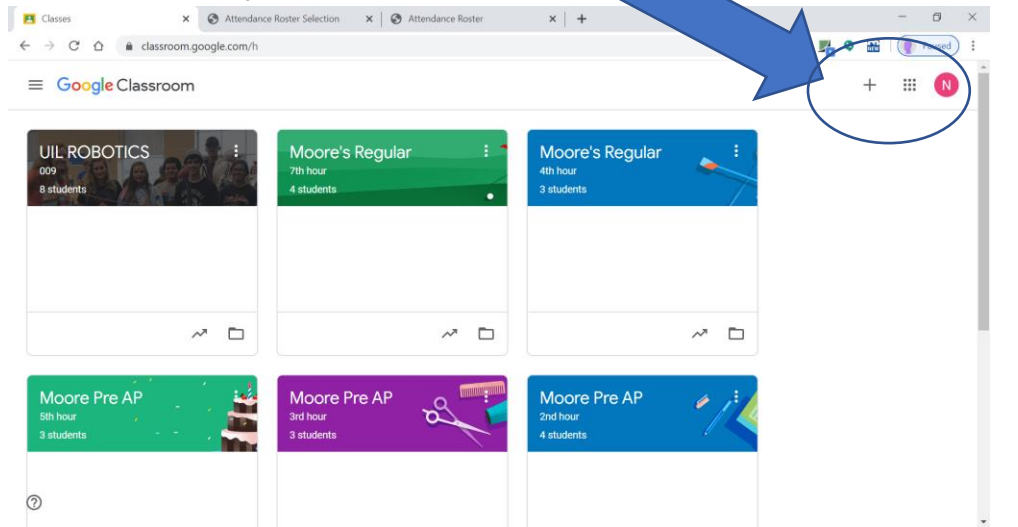 Classes
Attendance Roster Selection
Attendance Roster
classroom.google.com/h
NEW
Paused
Google Classroom
N
UIL ROBOTICS
009
8 students
Moore's Regular
7th hour
4 students
Moore's Regular
4th hour
3 students
Moore Pre AP
5th hour
3 students
Moore Pre AP
3rd hour
3 students
Moore Pre AP
2nd hour
4 students